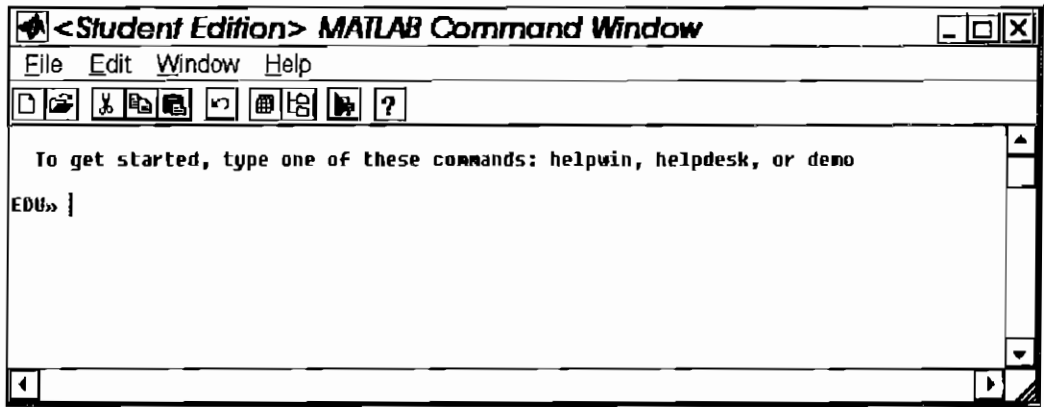 <Student Edition> MATLAB Command Window
File Edit Window Help
?
To get started, type one of these commands: helpwin, helpdesk, or demo
EDU»